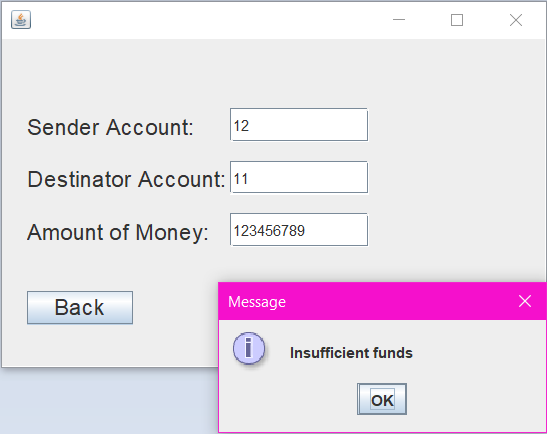 Sender Account: 12
Destinator Account: 11
Amount of Money: 123456789
Back
Message
Insufficient funds
OK